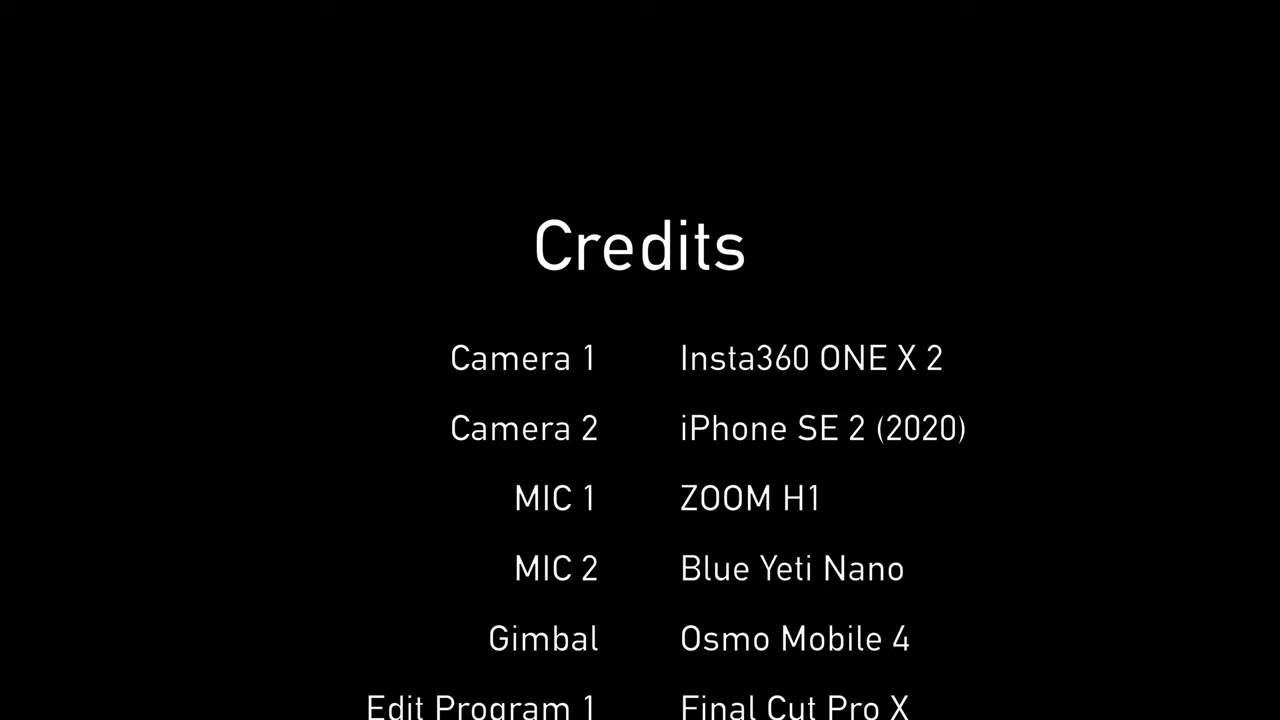 Credits
Camera 1 Insta360 ONE X 2
Camera 2 iPhone SE 2 (2020)
MIC 1 ZOOM H1
MIC 2 Blue Yeti Nano
Gimbal Osmo Mobile 4
Edit Program 1 Final Cut Pro X